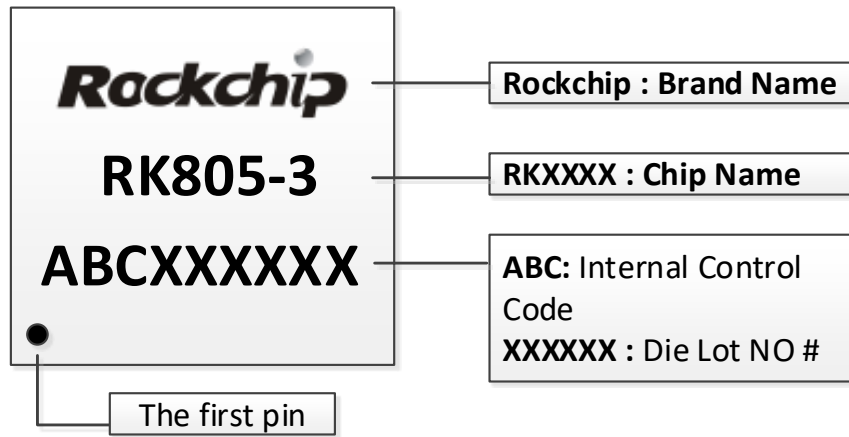 Rockchip
RK805-3
ABCXXXXXX
Rockchip : Brand Name
RKXXXX : Chip Name
ABC: Internal Control
Code
XXXXXX : Die Lot NO #
The first pin